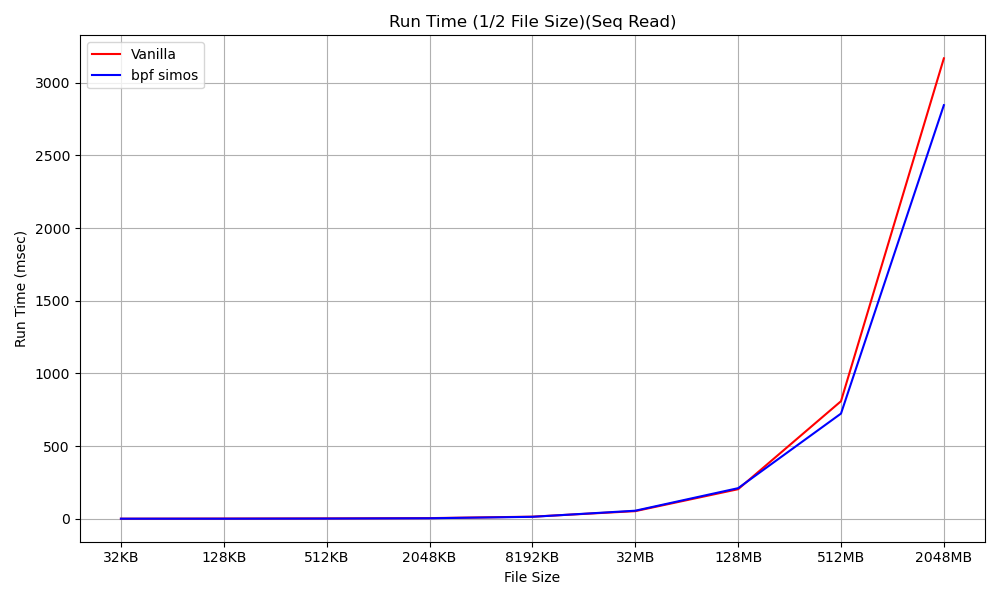 Run Time (1/2 File Size)(Seq Read)
Vanilla
bpf simos
3000
2500
2000
1500
1000
500
0
Run Time (msec)
32KB 128KB 512KB 2048KB 8192KB 32MB 128MB 512MB 2048MB
File Size